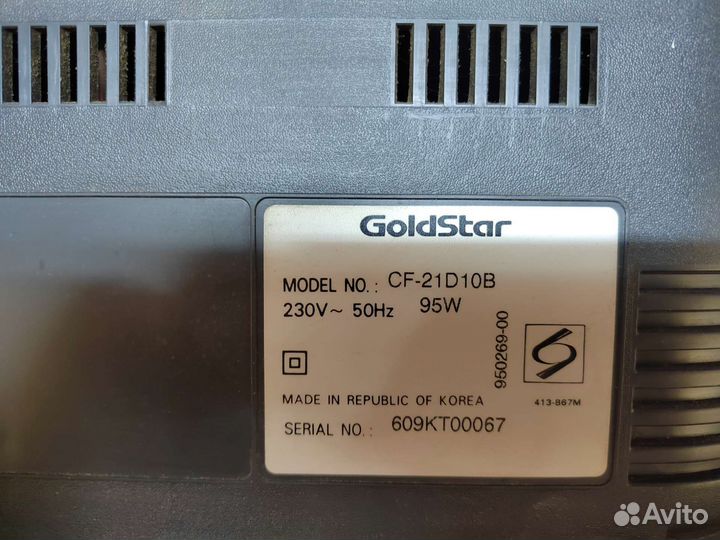 GoldStar
MODEL NO.: CF-21D10B
230V~ 50Hz 95W
950269-00
MADE IN REPUBLIC OF KOREA
413-867M
SERIAL NO.: 609KT00067
Avito